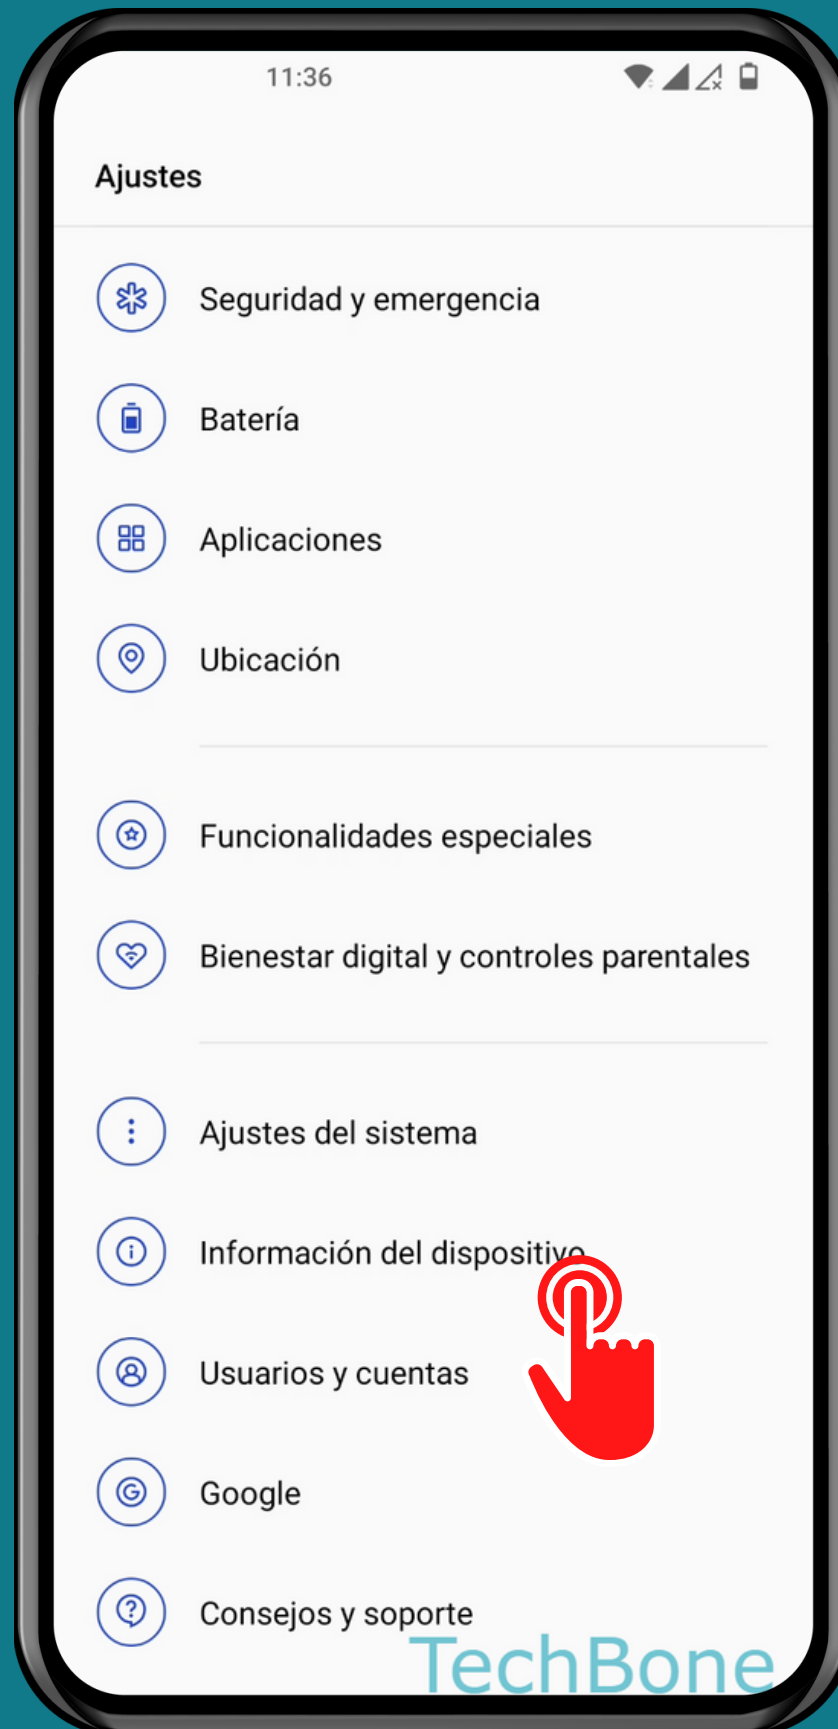 11:36
Ajustes
Seguridad y emergencia
Batería
Aplicaciones
Ubicación
Funcionalidades especiales
Bienestar digital y controles parentales
Ajustes del sistema
Información del dispositivo
Usuarios y cuentas
Google
Consejos y soporte
TechBone